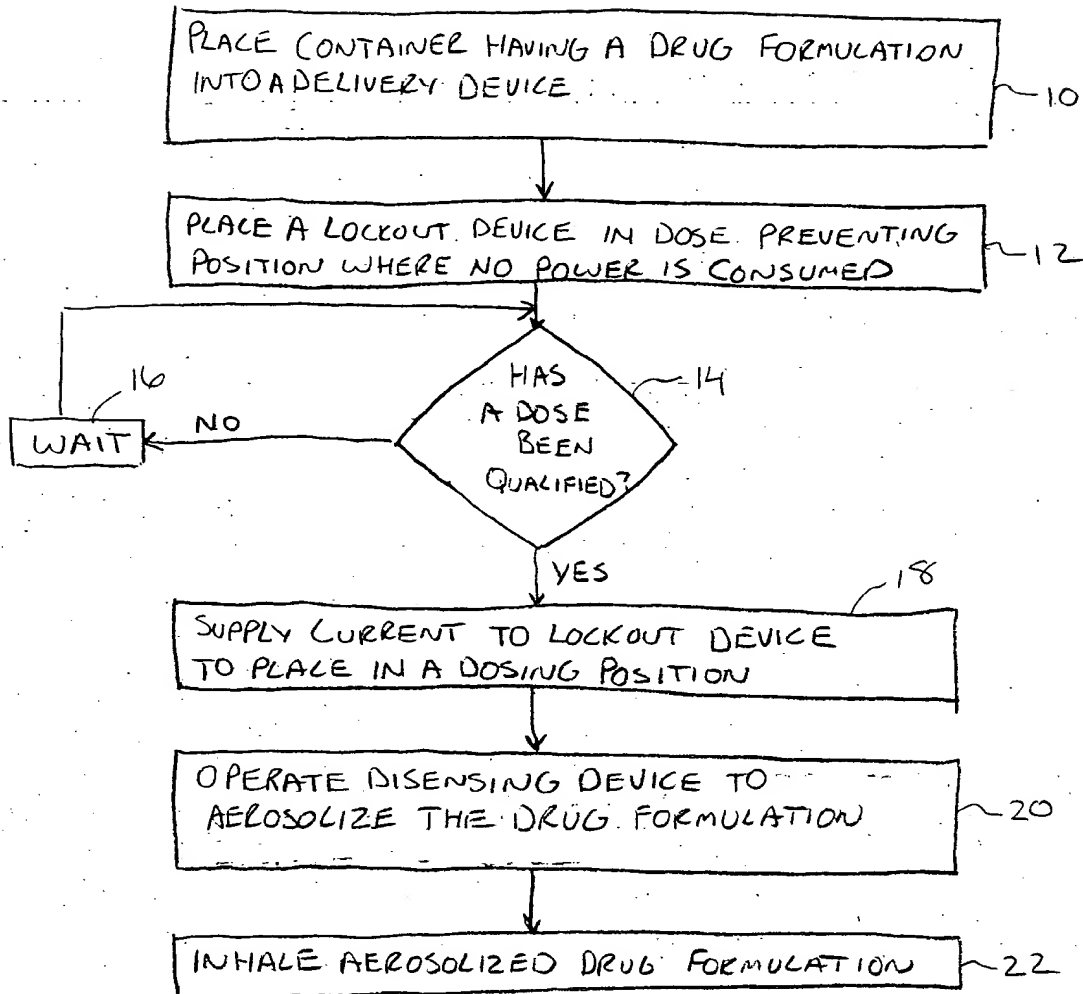 PLACE CONTAINER HAVING A DRUG FORMULATION
INTO A DELIVERY DEVICE
10
PLACE A LOCKOUT DEVICE IN DOSE PREVENTING
POSITION WHERE NO POWER IS CONSUMED
12
HAS
A DOSE
BEEN
QUALIFIED?
14
16
NO
WAIT
YES
18
SUPPLY CURRENT TO LOCKOUT DEVICE
TO PLACE IN A DOSING POSITION
OPERATE DISENSING DEVICE TO
AEROSOLIZE THE DRUG FORMULATION
20
INHALE AEROSOLIZED DRUG FORMULATION
22